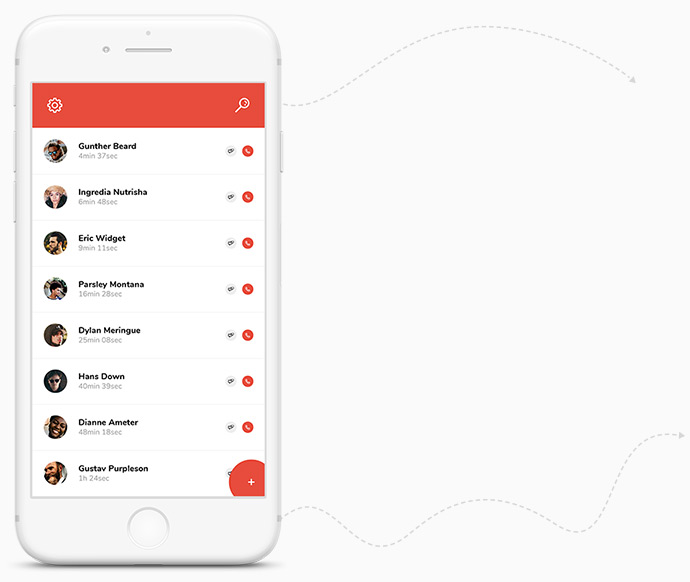 Gunther Beard
4min 37sec
Ingredia Nutrisha
6min 48sec
Eric Widget
9min 11sec
Parsley Montana
16min 28sec
Dylan Meringue
25min 08sec
Hans Down
40min 39sec
Dianne Ameter
48min 18sec
Gustav Purpleson
1h 24sec